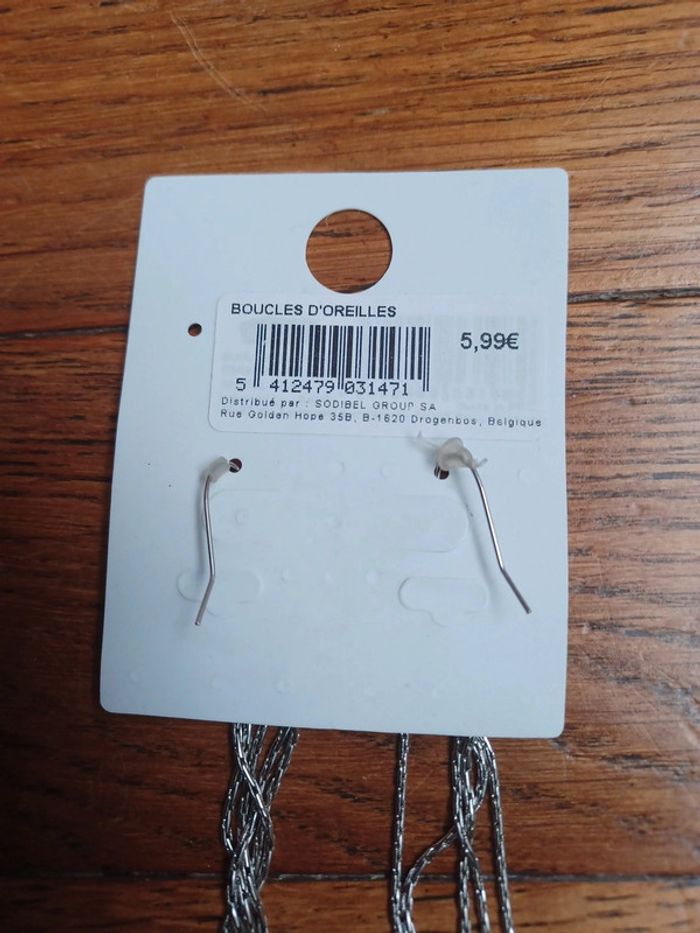 BOUCLES D'OREILLES
5,99€
5 412479 031471
Distribué par : SODIBEL GROUP SA
Rue Golden Hope 35B, B-1620 Drogenbos, Belgique